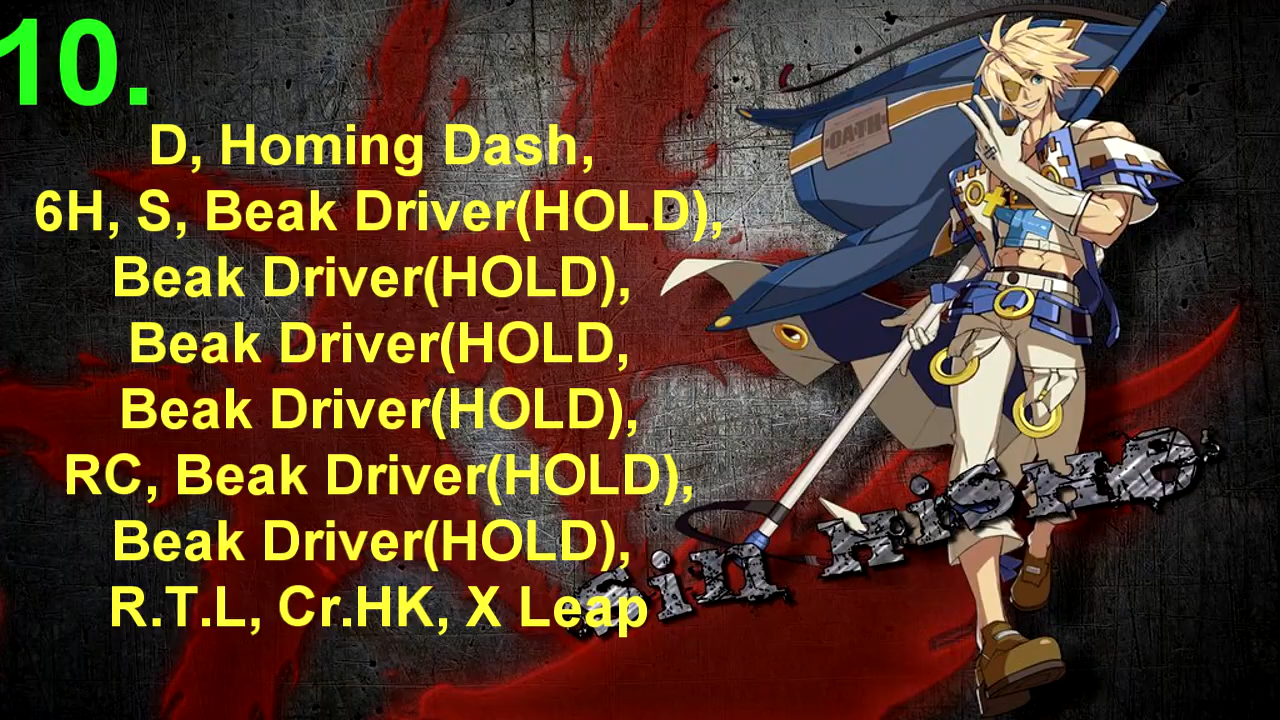 10.
D, Homing Dash,
6H, S, Beak Driver(HOLD),
Beak Driver(HOLD),
Beak Driver(HOLD,
Beak Driver(HOLD),
RC, Beak Driver(HOLD),
Beak Driver(HOLD),
R.T.L, Cr.HK, X Leap
OATH
Sin Kiske